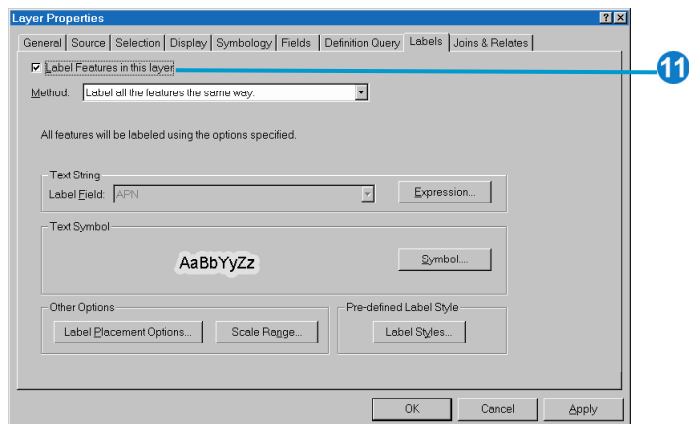 Layer Properties
? X
General Source Selection Display Symbology Fields Definition Query Labels Joins & Relates
Label Features in this layer
11
Method: Label all the features the same way.
All features will be labeled using the options specified.
Text String
Label Field: APN Expression...
Text Symbol
AaBbYyZz Symbol...
Other Options Pre-defined Label Style
Label Placement Options... Scale Range... Label Styles...
OK Cancel Apply